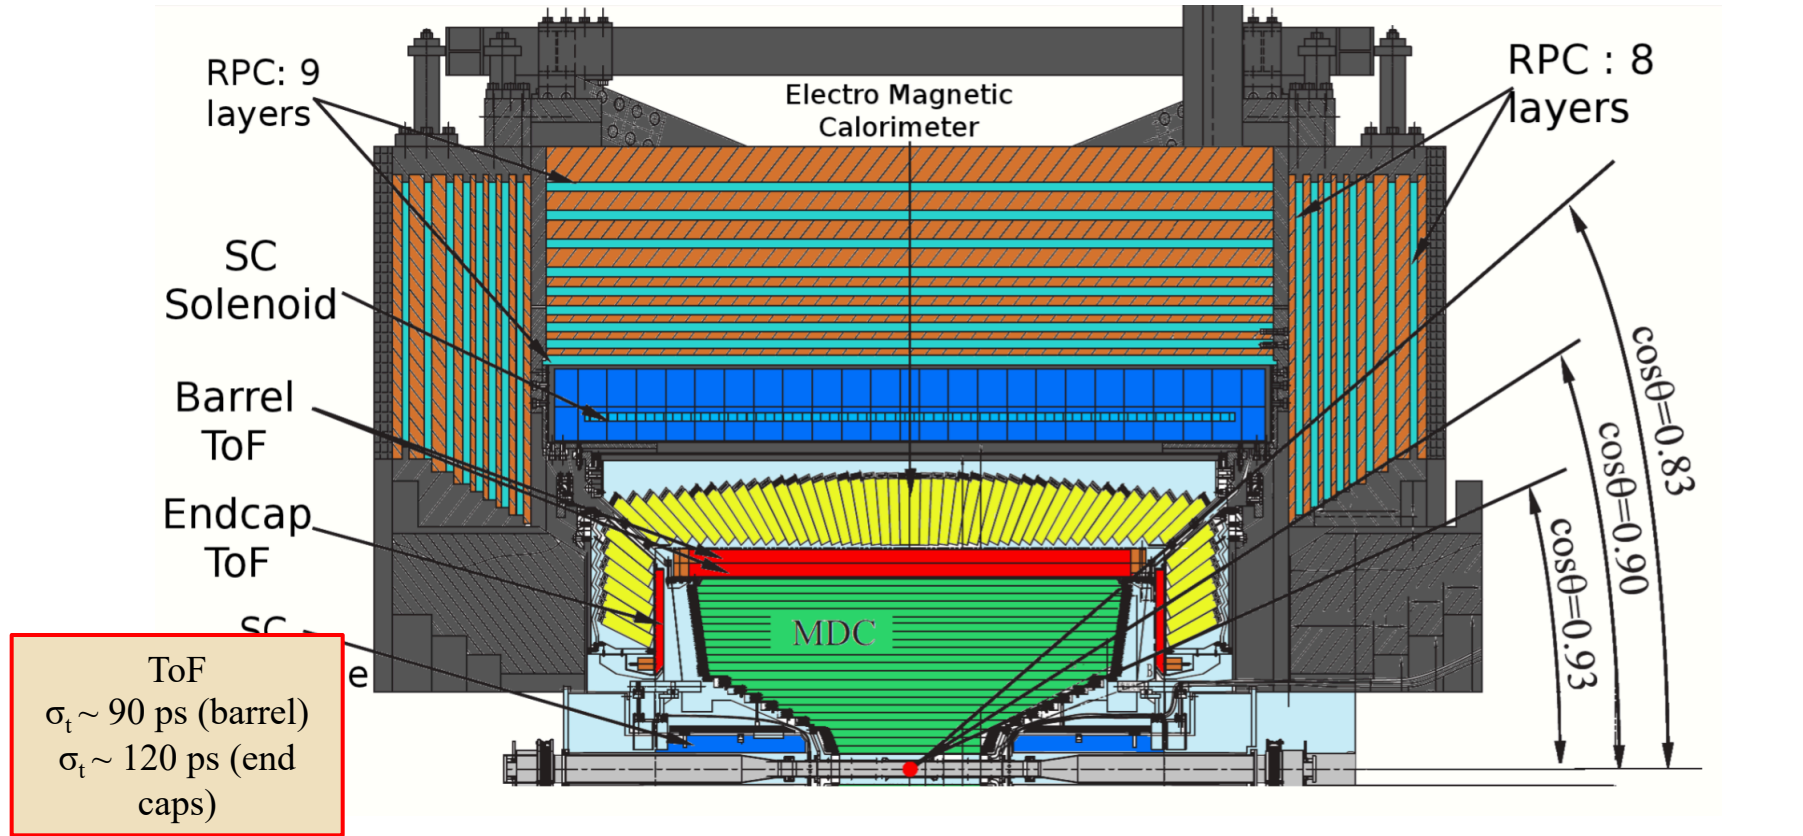 RPC: 9
layers
Electro Magnetic
Calorimeter
RPC : 8
layers
SC
Solenoid
Barrel
ToF
Endcap
ToF
SC
e
MDC
cosθ=0.83
cosθ=0.90
cosθ=0.93
ToF
σt ~ 90 ps (barrel)
σt ~ 120 ps (end
caps)